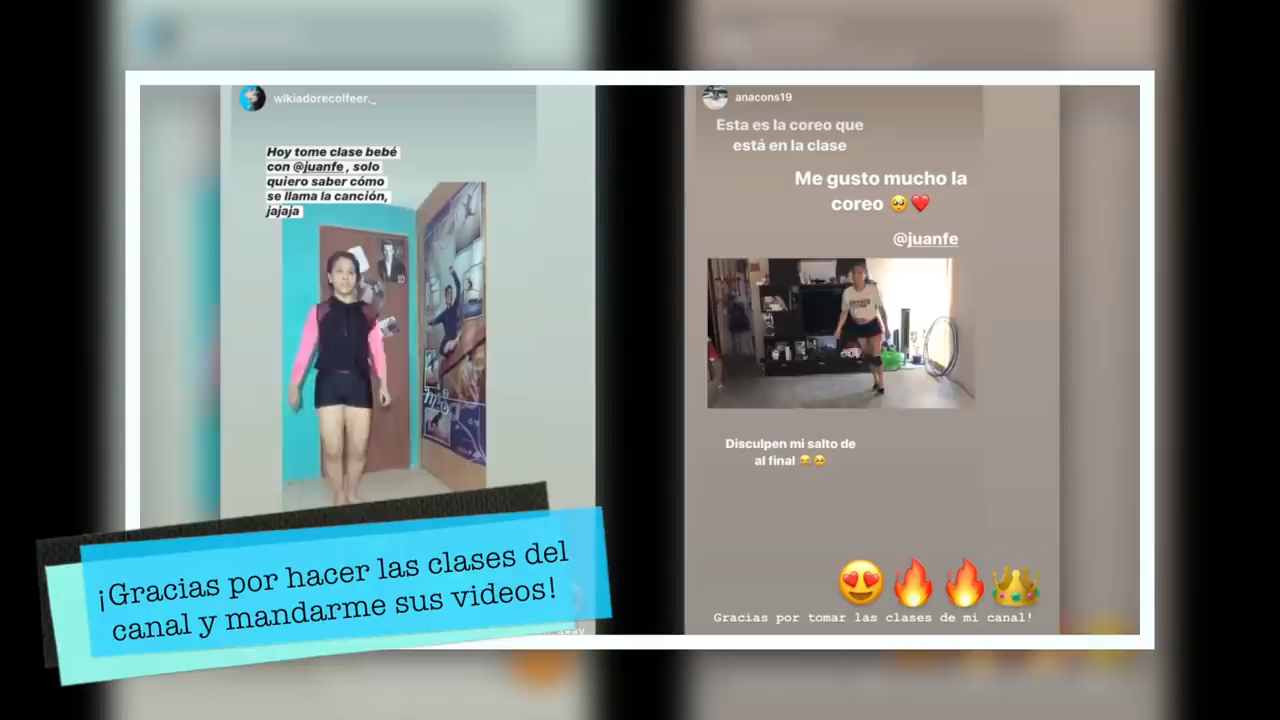 wikiadorecolfeer._
Hoy tome clase bebé
con @juanfe , solo
quiero saber cómo
se llama la canción,
jajaja
anacons19
Esta es la coreo que
está en la clase
Me gusto mucho la
coreo 🥺❤️
@juanfe
Disculpen mi salto de
al final 😂🥺
😍🔥🔥👑
Gracias por tomar las clases de mi canal!
¡Gracias por hacer las clases del
canal y mandarme sus videos!
away